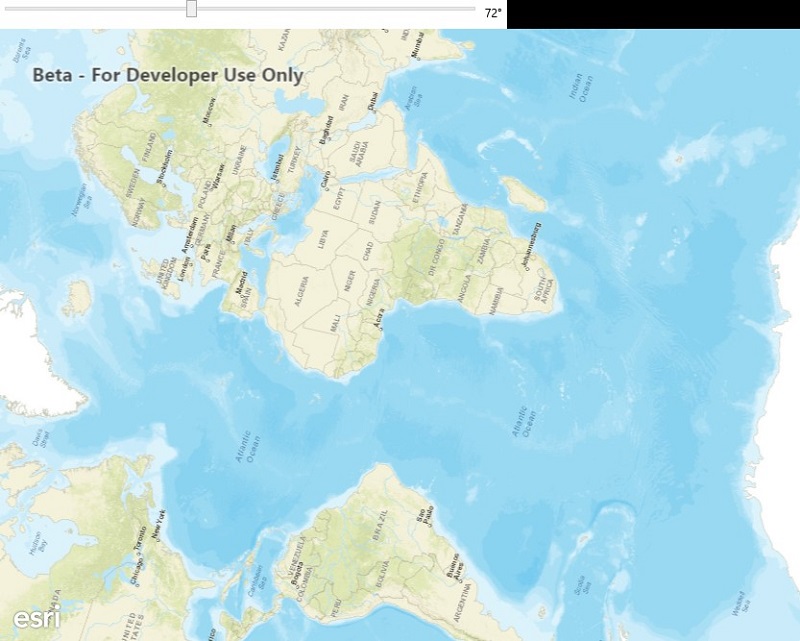 72°
Beta - For Developer Use Only
Barents
Sea
Mumbai
Indian
Ocean
Arabian
Sea
IRAN
Dubai
Moscow
Baghdad
FINLAND
SAUDI
ARABIA
UKRAINE
TURKEY
Stockholm
Istanbul
Warsaw
Cairo
ETHIOPIA
SWEDEN
POLAND
EGYPT
Norwegian
Sea
NORWAY
GREECE
SUDAN
TANZANIA
Amsterdam
GERMANY
Milan
ITALY
LIBYA
CHAD
DR CONGO
ZAMBIA
Johannesburg
UNITED
KINGDOM
London
Paris
FRANCE
Madrid
SPAIN
ALGERIA
NIGER
NIGERIA
ANGOLA
NAMIBIA
SOUTH
AFRICA
MALI
Accra
Davis
Strait
Atlantic
Ocean
Atlantic
Ocean
Hudson
Bay
Toronto
New York
Chicago
Caribbean
Sea
VENEZUELA
Bogota
COLOMBIA
BRAZIL
Sao
Paulo
Buenos
Aires
BOLIVIA
PERU
ARGENTINA
Scotia
Sea
Weddell
Sea
UNITED
STATES
esri